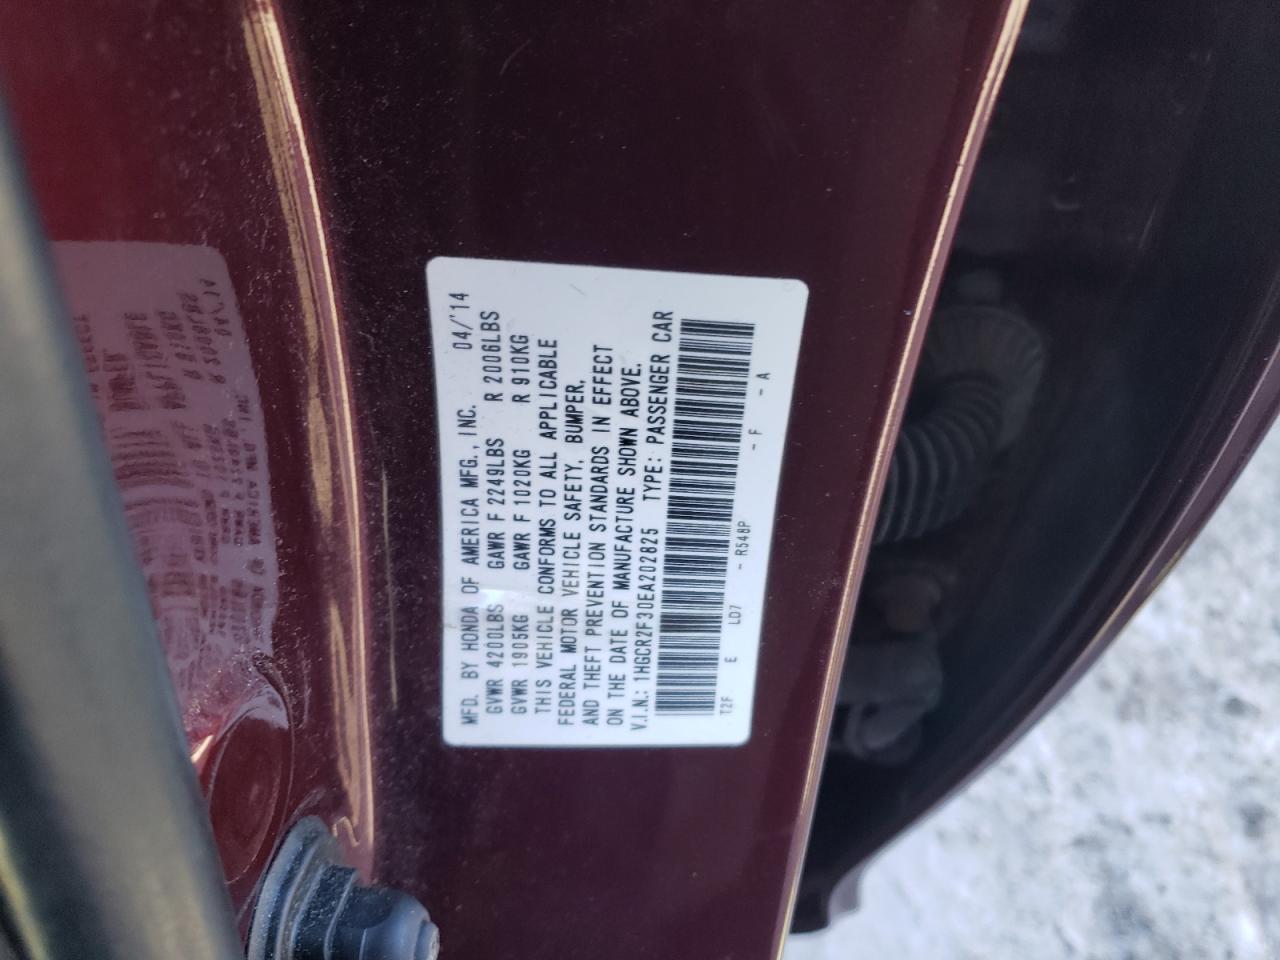 MFD. BY HONDA OF AMERICA MFG., INC. 04/'14
GVWR 4200LBS GAWR F 2249LBS R 2006LBS
GVWR 1905KG GAWR F 1020KG R 910KG
THIS VEHICLE CONFORMS TO ALL APPLICABLE
FEDERAL MOTOR VEHICLE SAFETY, BUMPER,
AND THEFT PREVENTION STANDARDS IN EFFECT
ON THE DATE OF MANUFACTURE SHOWN ABOVE.
V.I.N.: 1HGCR2F30EA202825 TYPE: PASSENGER CAR
T2F E LD7 - R548P - F - A